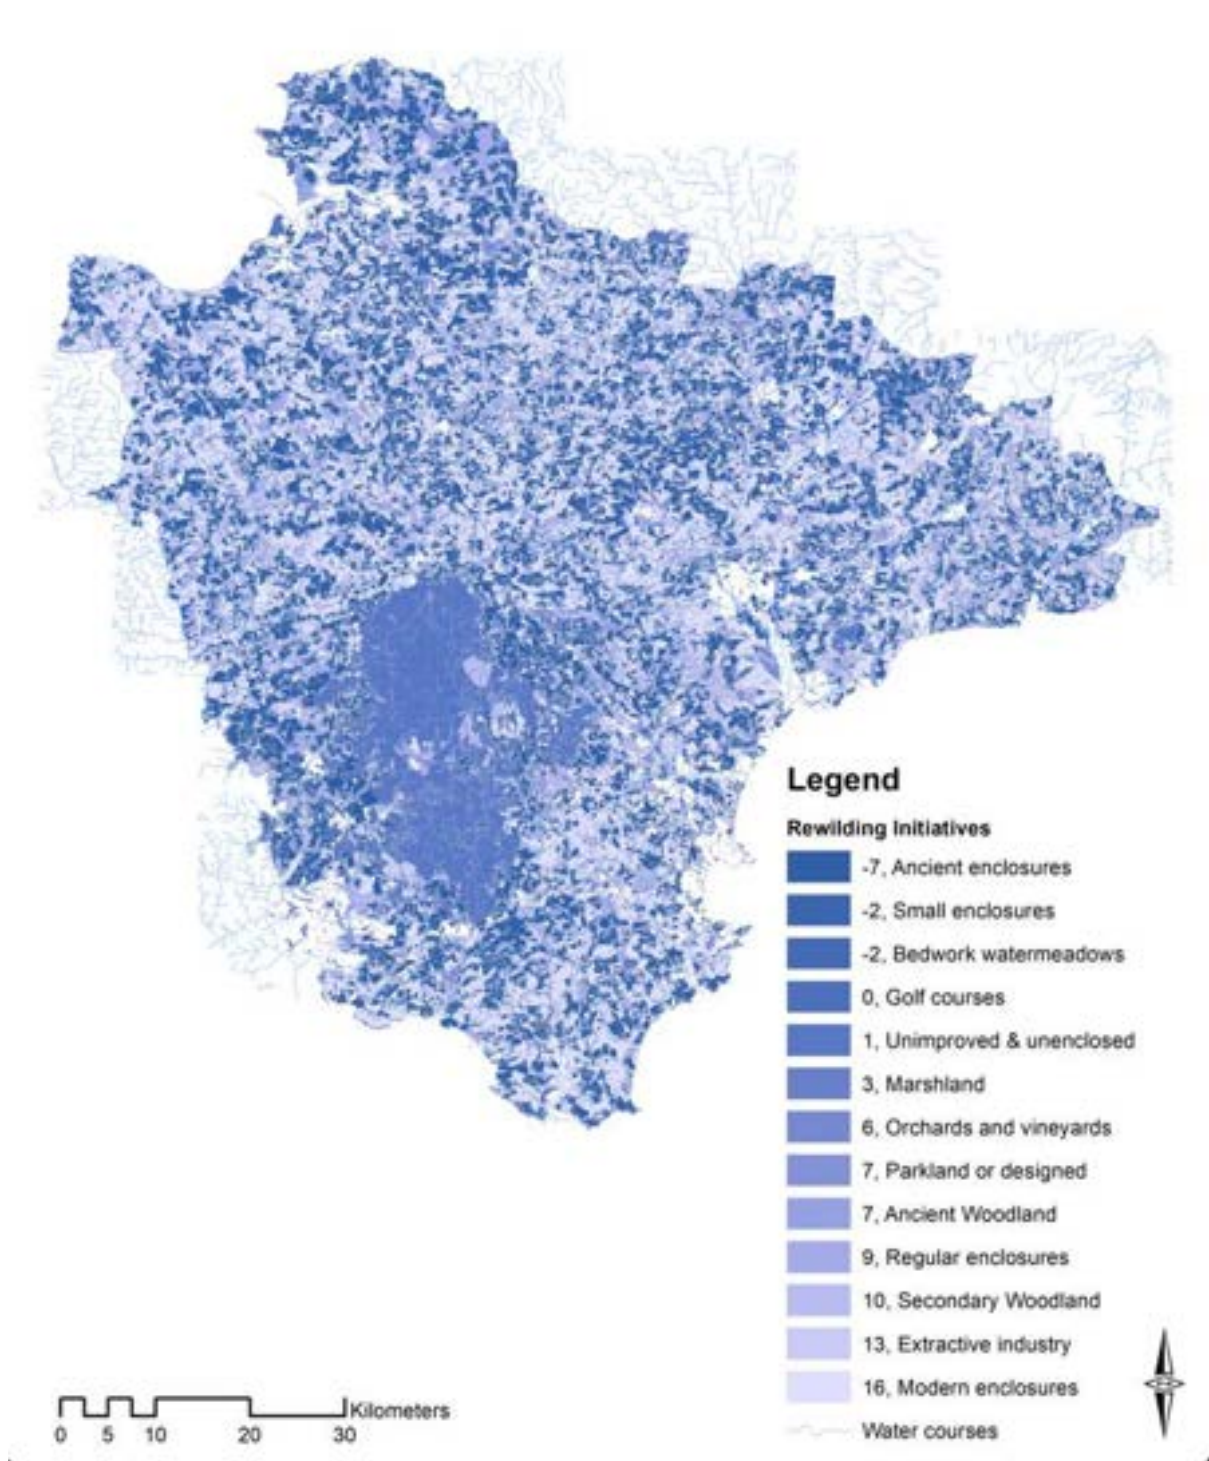 Legend
Rewilding Initiatives
-7, Ancient enclosures
-2, Small enclosures
-2, Bedwork watermeadows
0, Golf courses
1, Unimproved & unenclosed
3, Marshland
6, Orchards and vineyards
7, Parkland or designed
7, Ancient Woodland
9, Regular enclosures
10, Secondary Woodland
13, Extractive industry
16, Modern enclosures
Water courses
Kilometers
0 5 10 20 30